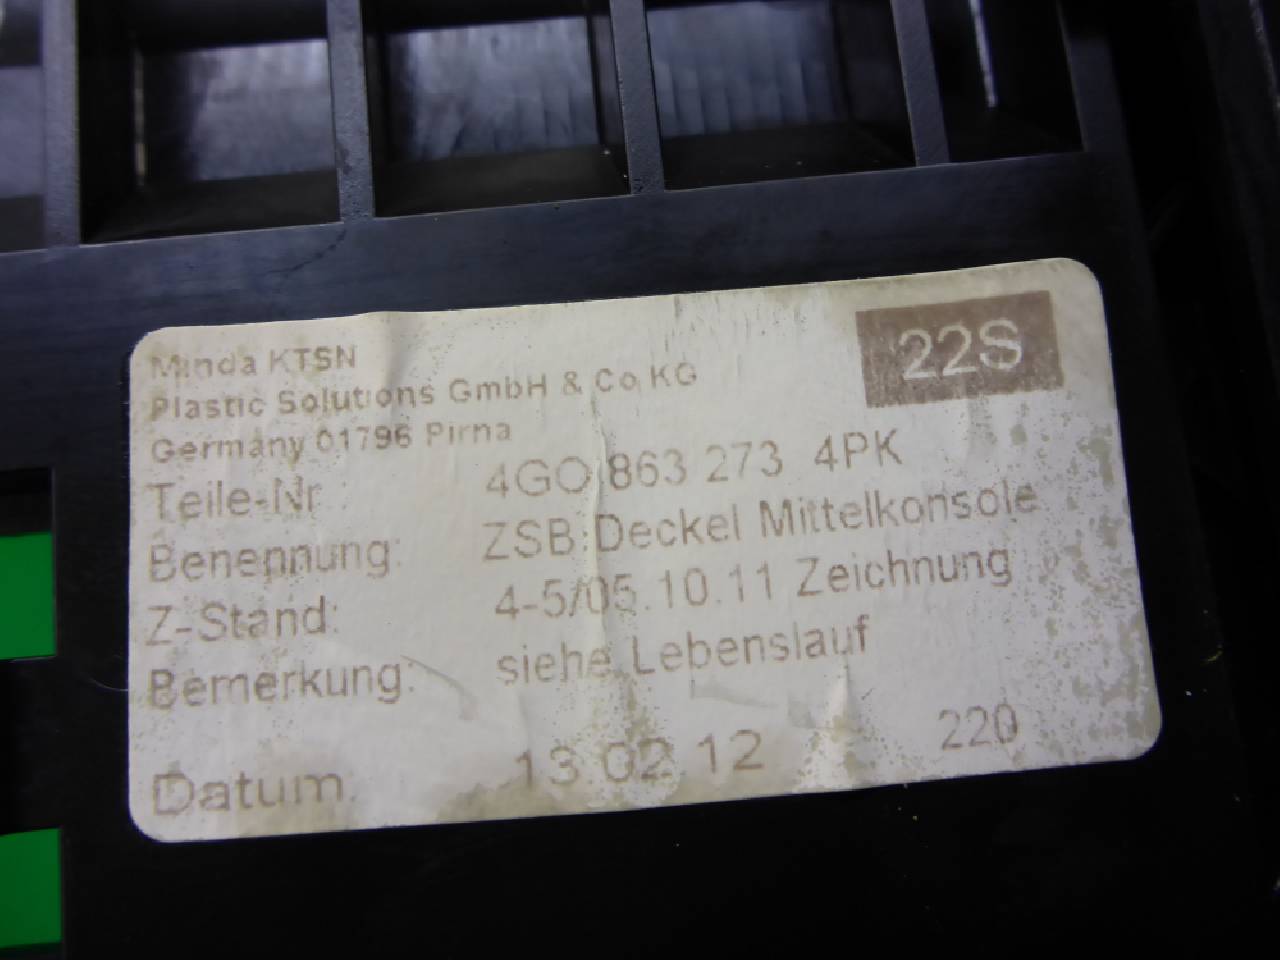 Minda KTSN
Plastic Solutions GmbH & Co, KG
Germany 01796 Pirna
22S
Teile-Nr 4GO 863 273 4PK
Benennung: ZSB Deckel Mittelkonsole
Z-Stand: 4-5/05.10.11 Zeichnung
Bemerkung: siehe Lebenslauf
Datum. 13 02 12 220